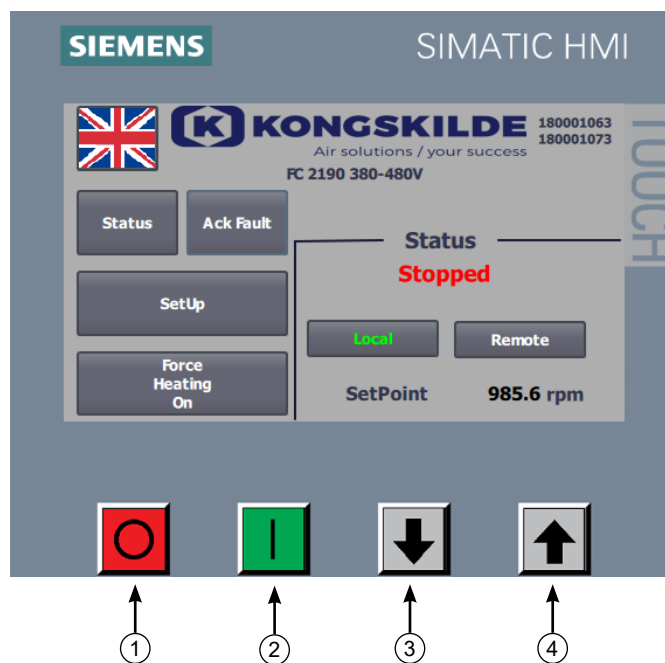 SIEMENS
SIMATIC HMI
TOUCH
K KONGSKILDE
Air solutions / your success
180001063
180001073
FC 2190 380-480V
Status
Ack Fault
SetUp
Force
Heating
On
Status
Stopped
Local
Remote
SetPoint 985.6 rpm
1
2
3
4